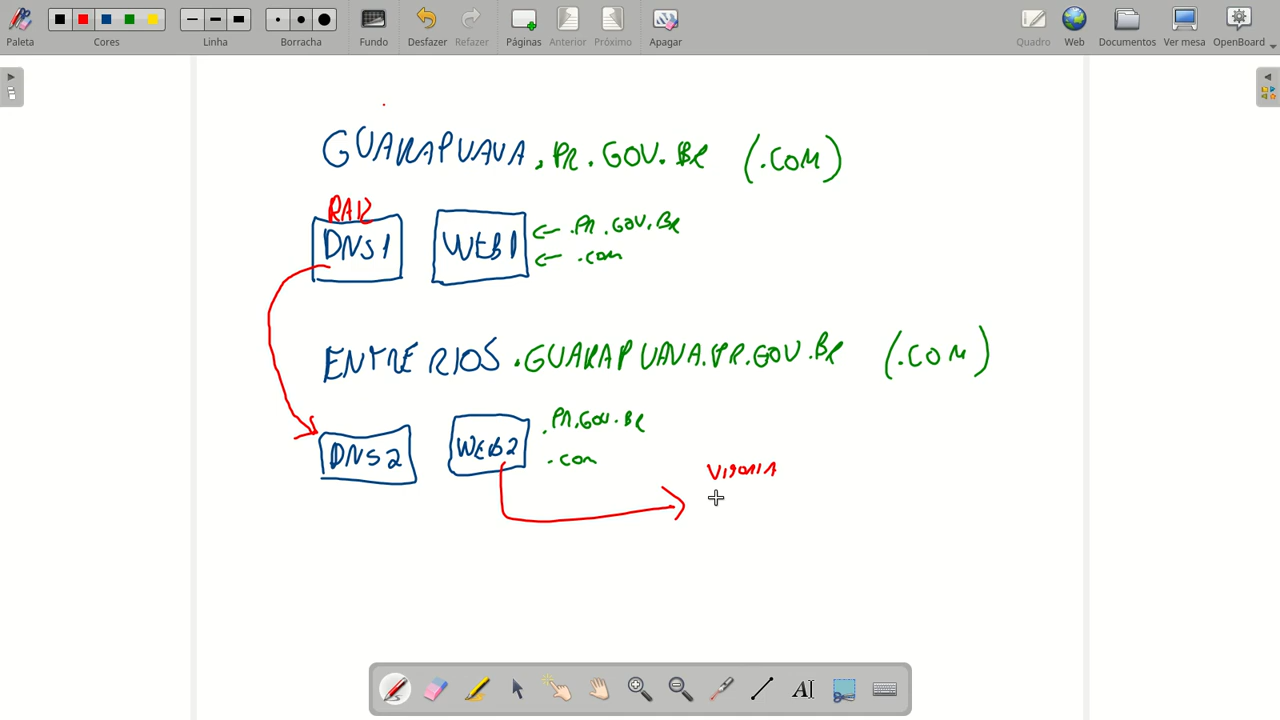 Paleta Cores Linha Borracha Fundo Desfazer Refazer Páginas Anterior Próximo Apagar Quadro Web Documentos Ver mesa OpenBoard
GUARAPUAVA.PR.GOV.BR (.COM)
RAID
DNS1 WEB1
.PR.GOV.BR
.COM
ENTRE RIOS.GUARAPUAVA.PR.GOV.BR (.COM)
DNS2 WEB2
.PR.GOV.BR
.COM